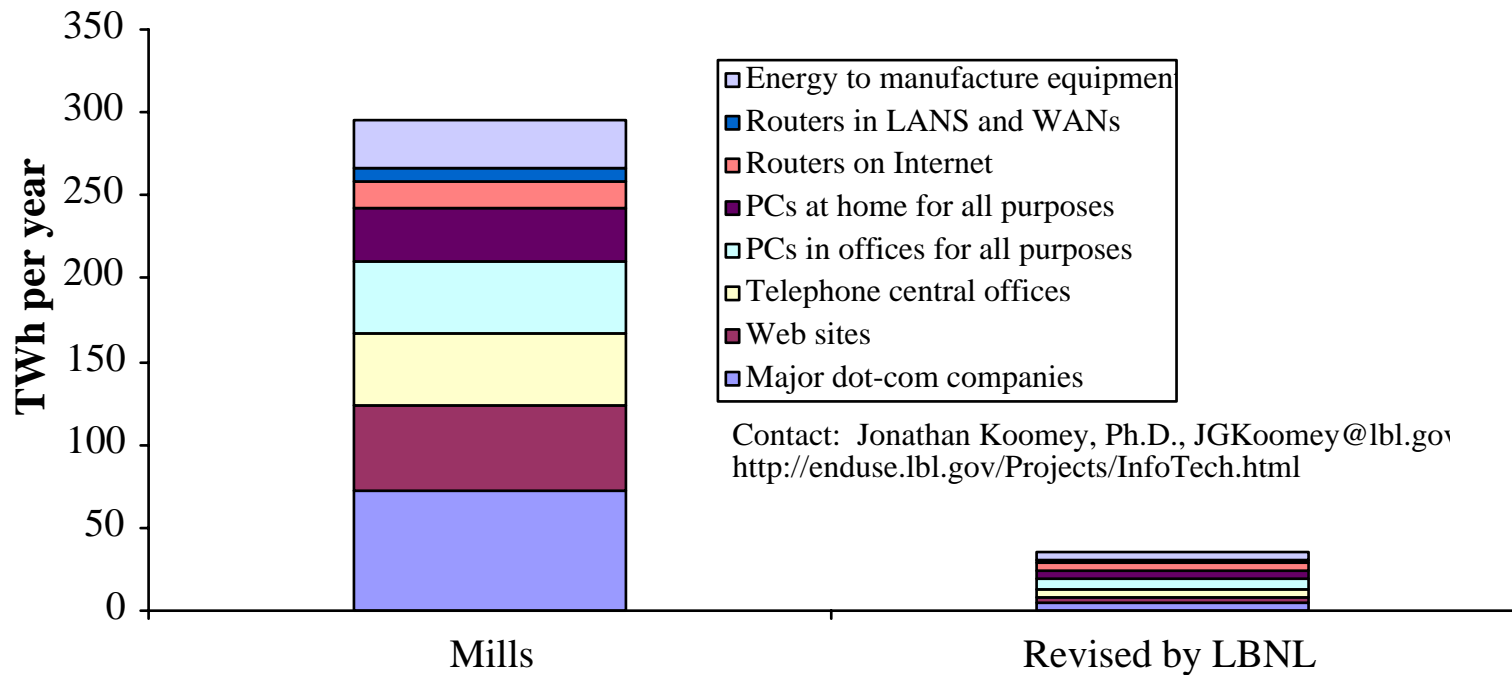 350
300
250
200
150
100
50
0
TWh per year
Energy to manufacture equipment
Routers in LANS and WANs
Routers on Internet
PCs at home for all purposes
PCs in offices for all purposes
Telephone central offices
Web sites
Major dot-com companies
Contact: Jonathan Koomey, Ph.D., JGKoomey@lbl.gov
http://enduse.lbl.gov/Projects/InfoTech.html
Mills
Revised by LBNL